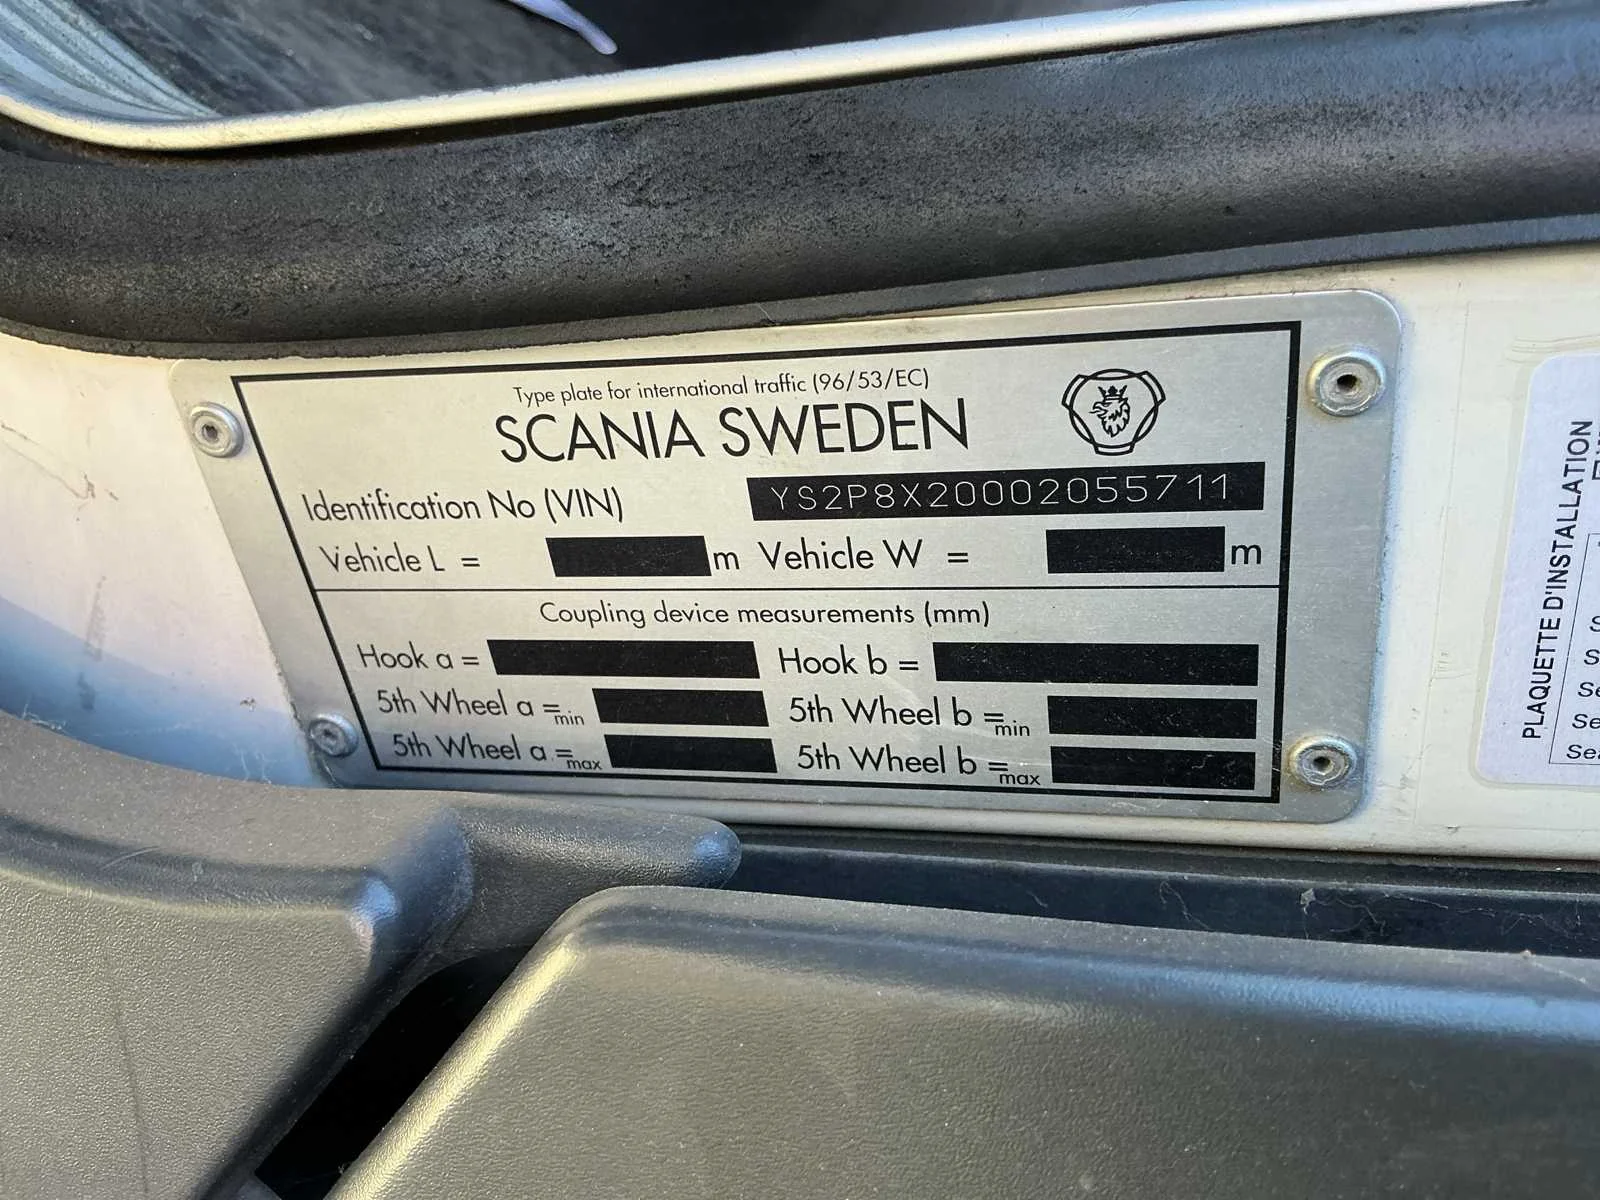 Type plate for international traffic (96/53/EC)
SCANIA SWEDEN
Identification No (VIN) YS2P8X20002055711
Vehicle L = m Vehicle W = m
Coupling device measurements (mm)
Hook a = Hook b =
5th Wheel a =min 5th Wheel b =min
5th Wheel a =max 5th Wheel b =max
PLAQUETTE D'INSTALLATION